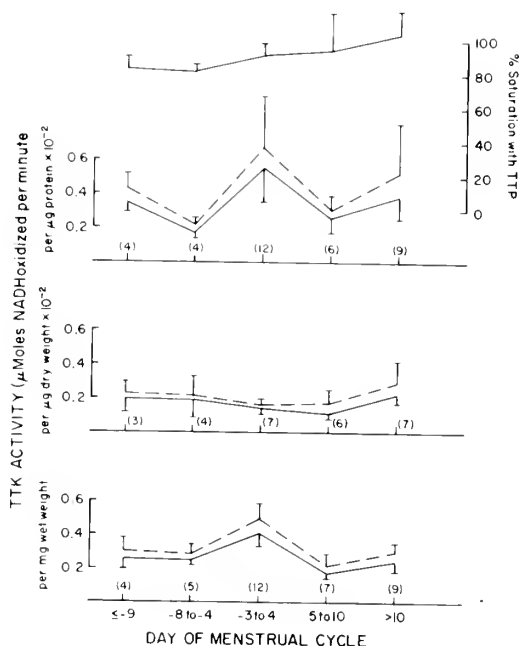 100
80
60
40
20
0
% Saturation with TTP
TTK ACTIVITY (μMoles NADHoxidized per minute
per μg protein × 10⁻²
0.6
0.4
0.2
(4) (4) (12) (6) (9)
per μg dry weight × 10⁻²
0.6
0.4
0.2
(3) (4) (7) (6) (7)
per mg wet weight
0.6
0.4
0.2
(4) (5) (12) (7) (9)
≤-9 -8 to -4 -3 to 4 5 to 10 >10
DAY OF MENSTRUAL CYCLE